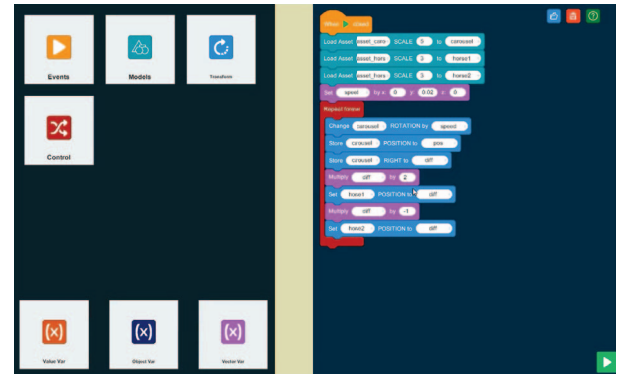 Events
Models
Transform
Control
Value Var
Object Var
Vector Var
When clicked
Load Asset asset_caro SCALE 5 to carousel
Load Asset asset_hors SCALE 3 to horse1
Load Asset asset_hors SCALE 3 to horse2
Set speed to x 0 y 0.02 z 0
Repeat forever
Change carousel ROTATION by speed
Store carousel POSITION to pos
Store carousel RIGHT to diff
Multiply diff by 2
Set horse1 POSITION to diff
Multiply diff by -1
Set horse2 POSITION to diff